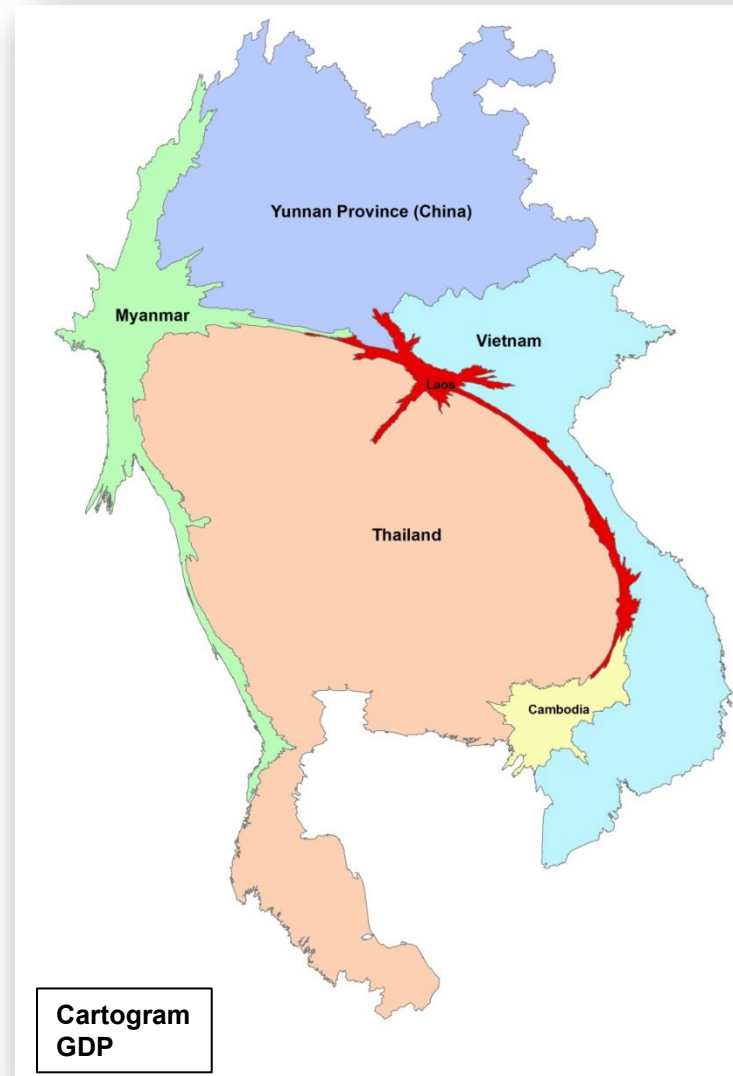 Yunnan Province (China)
Myanmar
Vietnam
Laos
Thailand
Cambodia
Cartogram
GDP